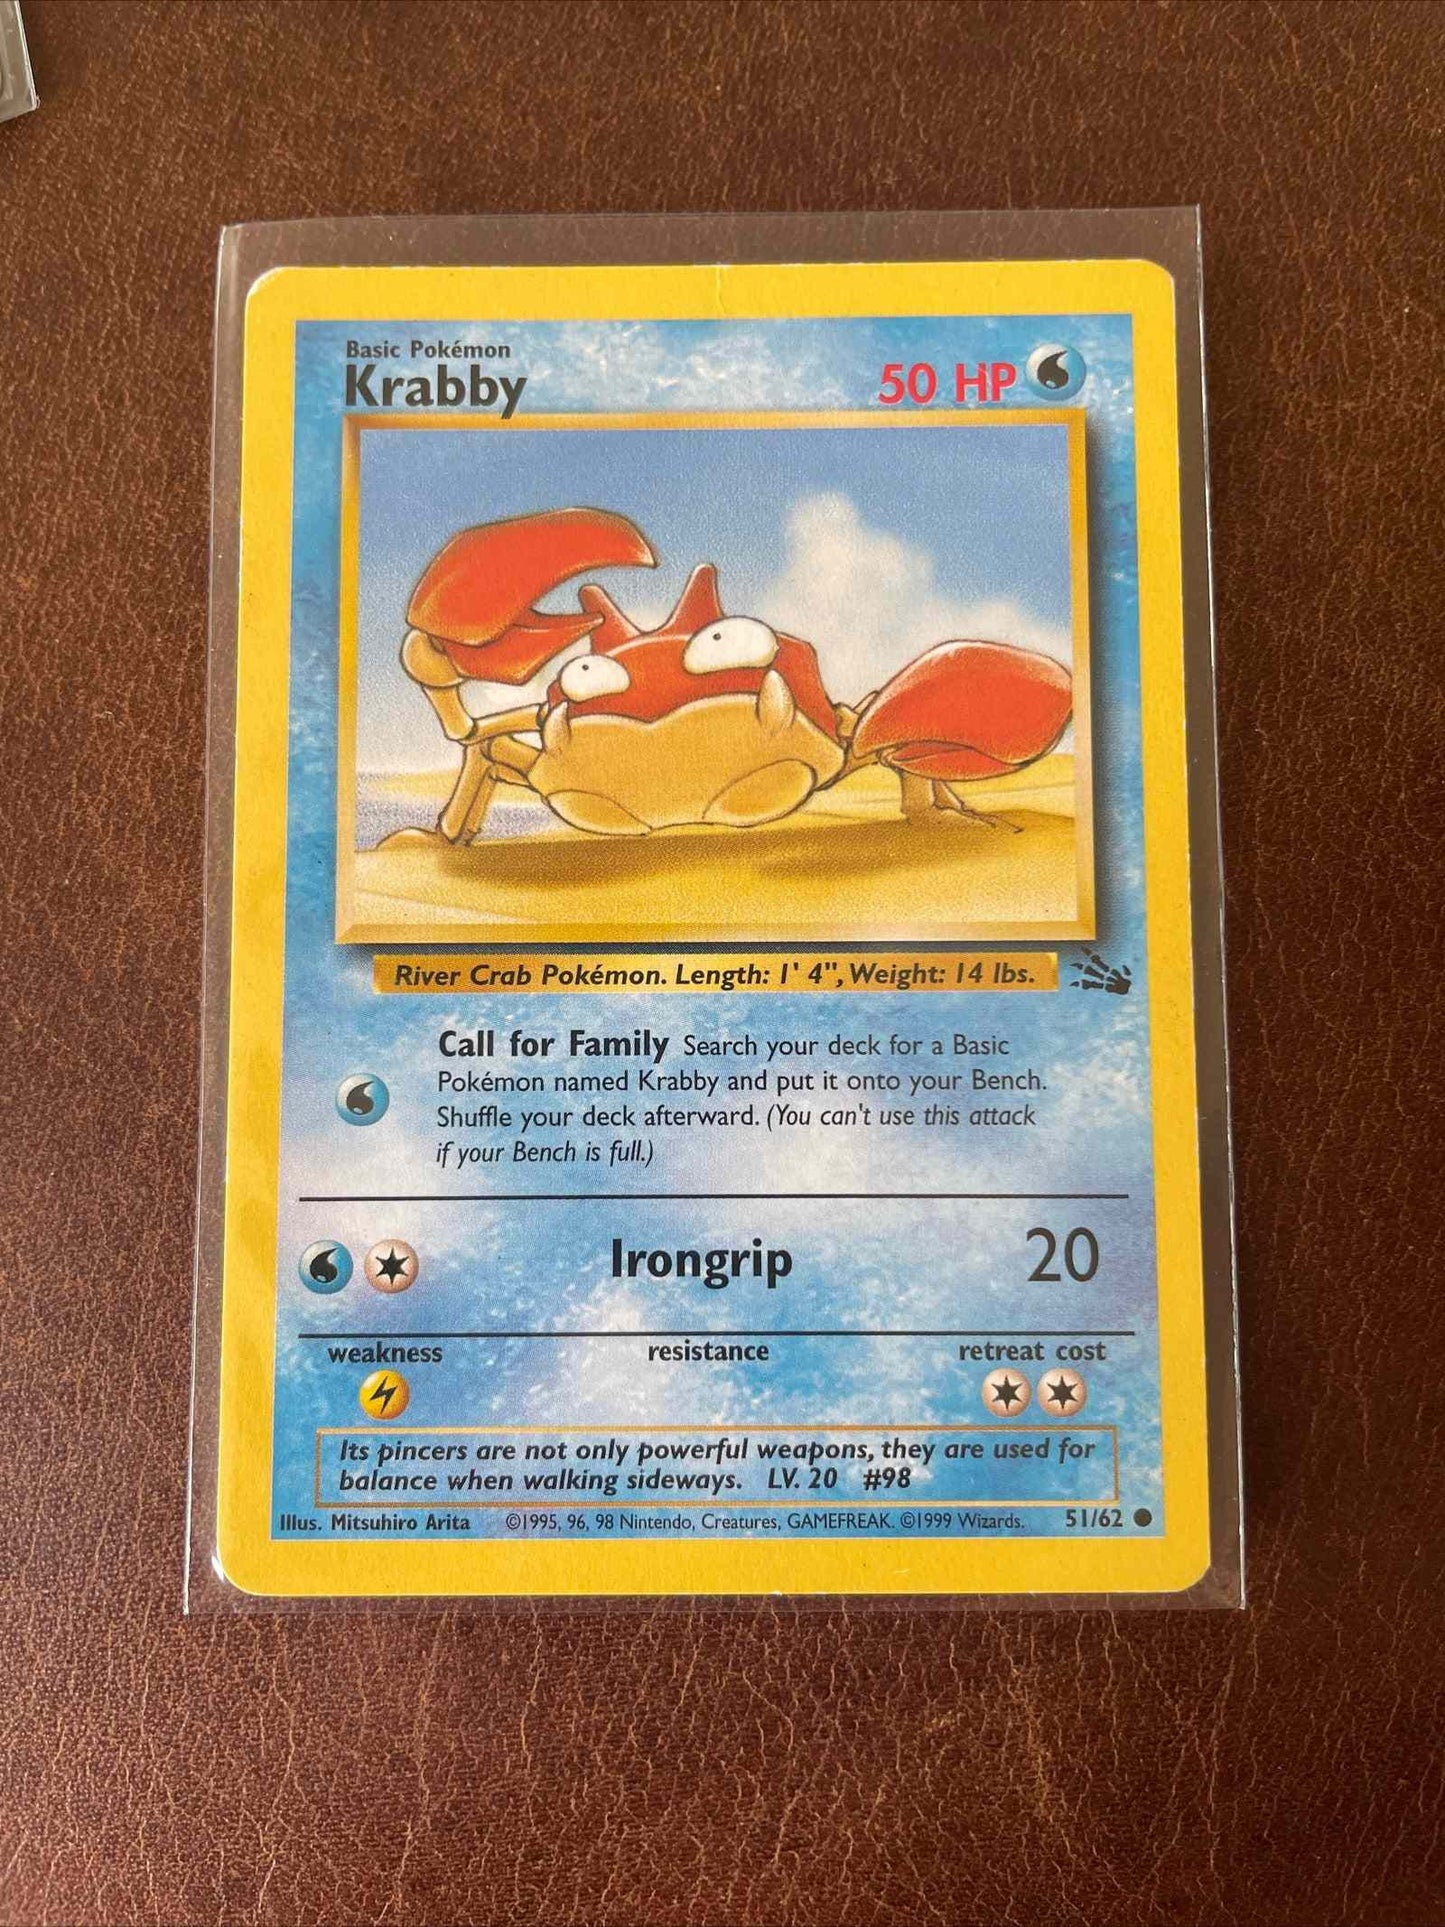 Basic Pokémon
Krabby
50 HP
River Crab Pokémon. Length: 1' 4", Weight: 14 lbs.
Call for Family Search your deck for a Basic
Pokémon named Krabby and put it onto your Bench.
Shuffle your deck afterward. (You can't use this attack
if your Bench is full.)
Irongrip 20
weakness resistance retreat cost
Its pincers are not only powerful weapons, they are used for
balance when walking sideways. LV. 20 #98
Illus. Mitsuhiro Arita ©1995, 96, 98 Nintendo, Creatures, GAMEFREAK. ©1999 Wizards. 51/62